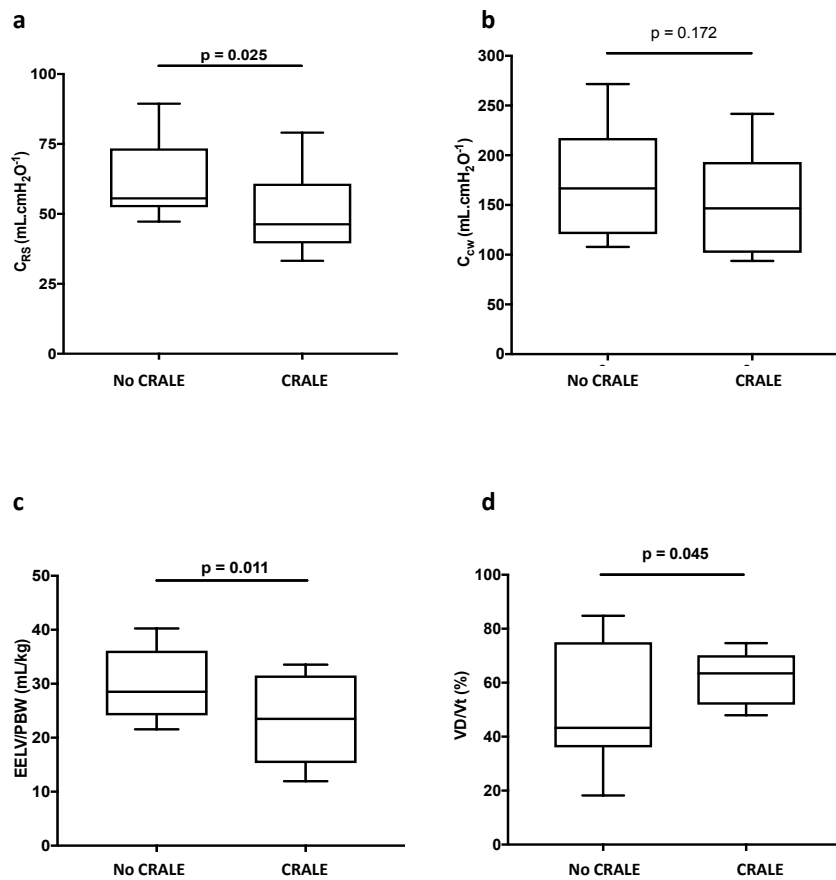 a
p = 0.025
100
75
50
25
0
C_RS (mL.cmH₂O⁻¹)
No CRALE
CRALE
b
p = 0.172
300
250
200
150
100
50
0
C_cw (mL.cmH₂O⁻¹)
No CRALE
CRALE
c
p = 0.011
50
40
30
20
10
0
EELV/PBW (mL/kg)
No CRALE
CRALE
d
p = 0.045
100
80
60
40
20
0
VD/Vt (%)
No CRALE
CRALE